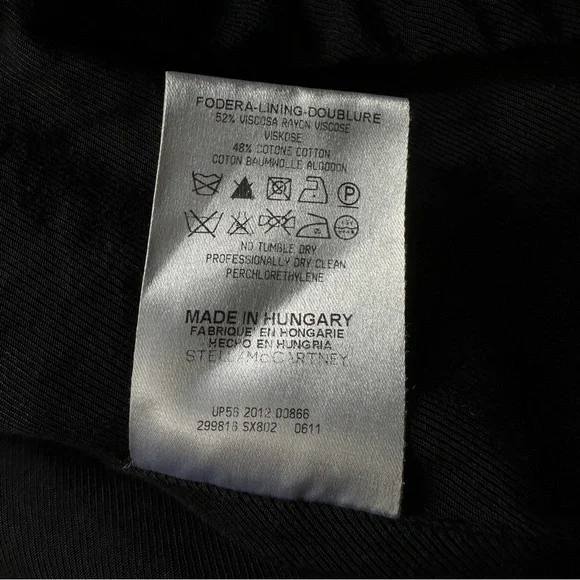 FODERA-LINING-DOUBLURE
52% VISCOSA RAYON VISCOSE
VISKOSE
48% COTONE COTTON
COTON BAUMWOLLE ALGODON
P
NO TUMBLE DRY
PROFESSIONALLY DRY CLEAN
PERCHLORETHYLENE
MADE IN HUNGARY
FABRIQUE' EN HONGARIE
HECHO EN HUNGRIA
STELLA McCARTNEY
UP56 2012 00866
299816 SX802 0611